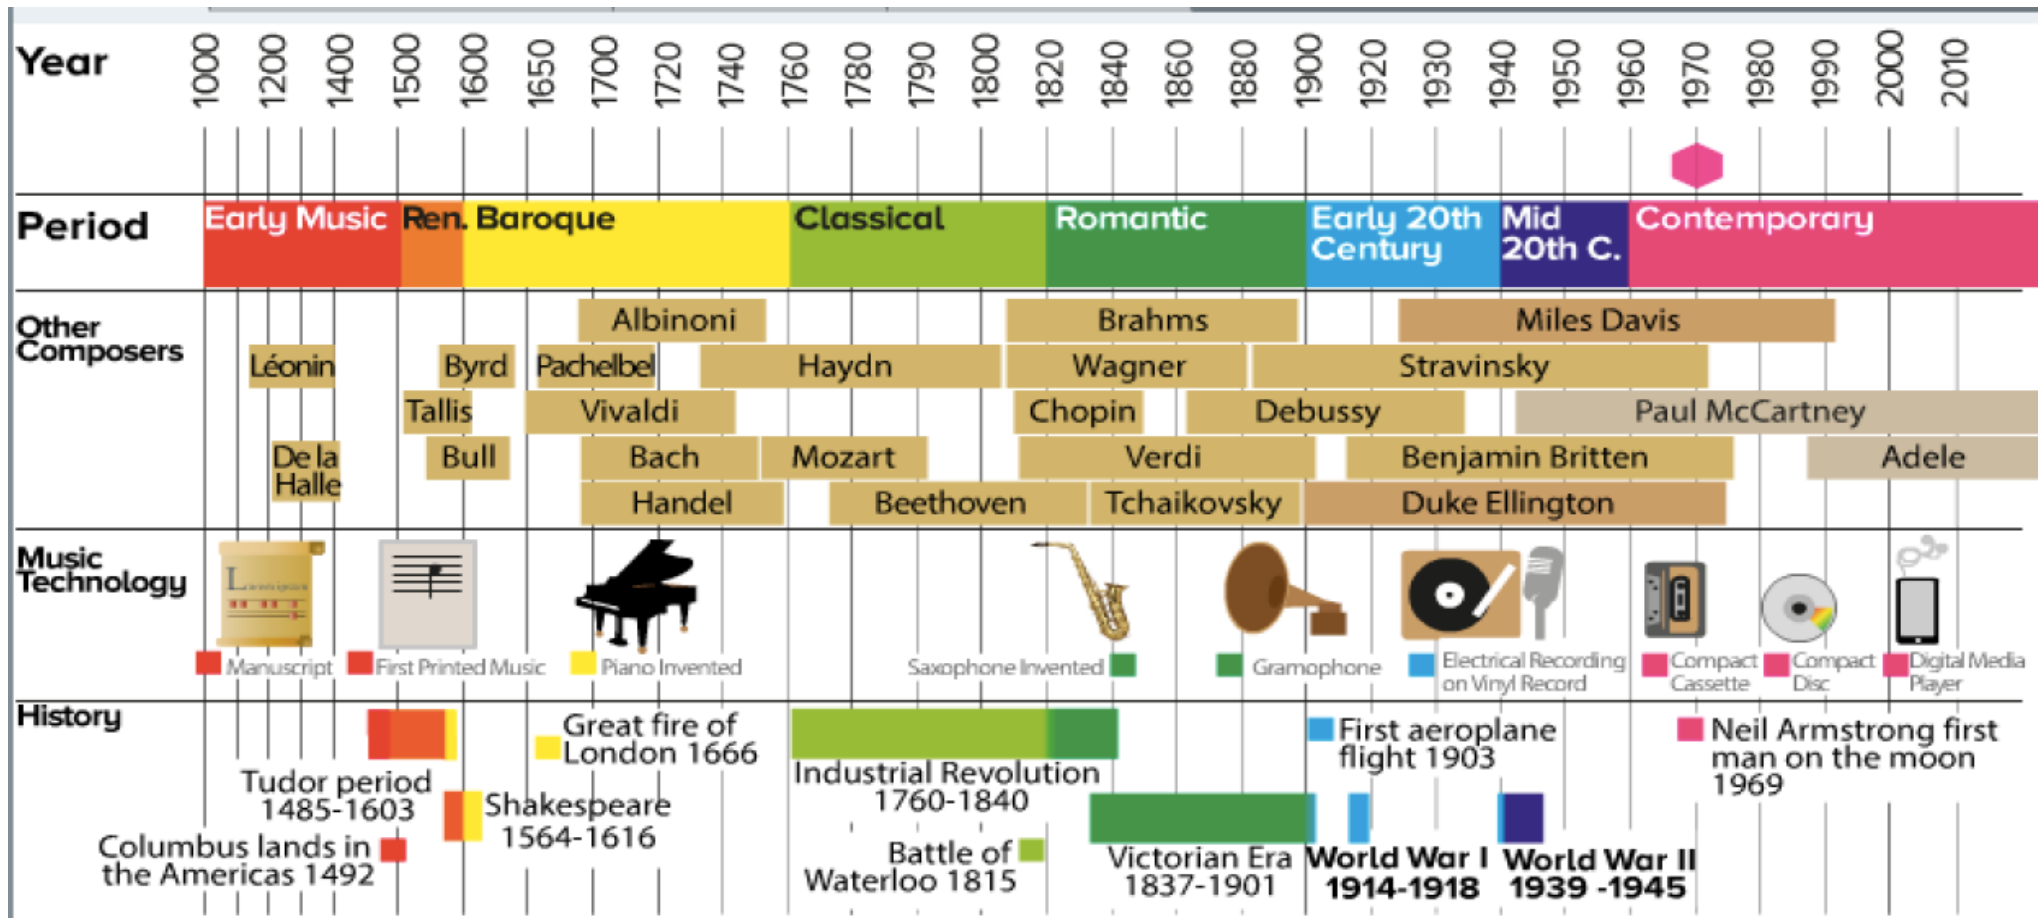 Year
1000 1200 1400 1500 1600 1650 1700 1720 1740 1760 1780 1790 1800 1820 1840 1860 1880 1900 1920 1930 1940 1950 1960 1970 1980 1990 2000 2010
Period
Early Music
Ren.
Baroque
Classical
Romantic
Early 20th
Century
Mid
20th C.
Contemporary
Other
Composers
Albinoni
Brahms
Miles Davis
Léonin
Byrd
Pachelbel
Haydn
Wagner
Stravinsky
Tallis
Vivaldi
Chopin
Debussy
Paul McCartney
De la
Halle
Bull
Bach
Mozart
Verdi
Benjamin Britten
Adele
Handel
Beethoven
Tchaikovsky
Duke Ellington
Music
Technology
Manuscript
First Printed Music
Piano Invented
Saxophone Invented
Gramophone
Electrical Recording
on Vinyl Record
Compact
Cassette
Compact
Disc
Digital Media
Player
History
Tudor period
1485-1603
Columbus lands in
the Americas 1492
Shakespeare
1564-1616
Great fire of
London 1666
Industrial Revolution
1760-1840
Battle of
Waterloo 1815
Victorian Era
1837-1901
First aeroplane
flight 1903
World War I
1914-1918
World War II
1939 -1945
Neil Armstrong first
man on the moon
1969